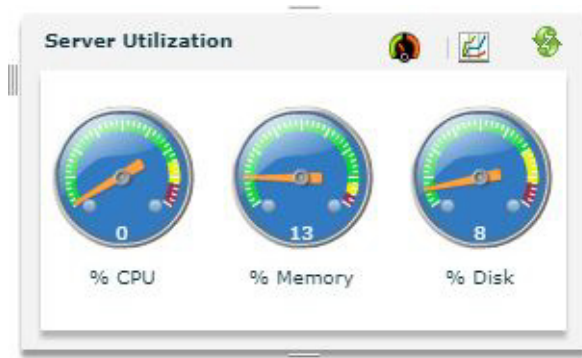 Server Utilization
0
13
8
% CPU
% Memory
% Disk